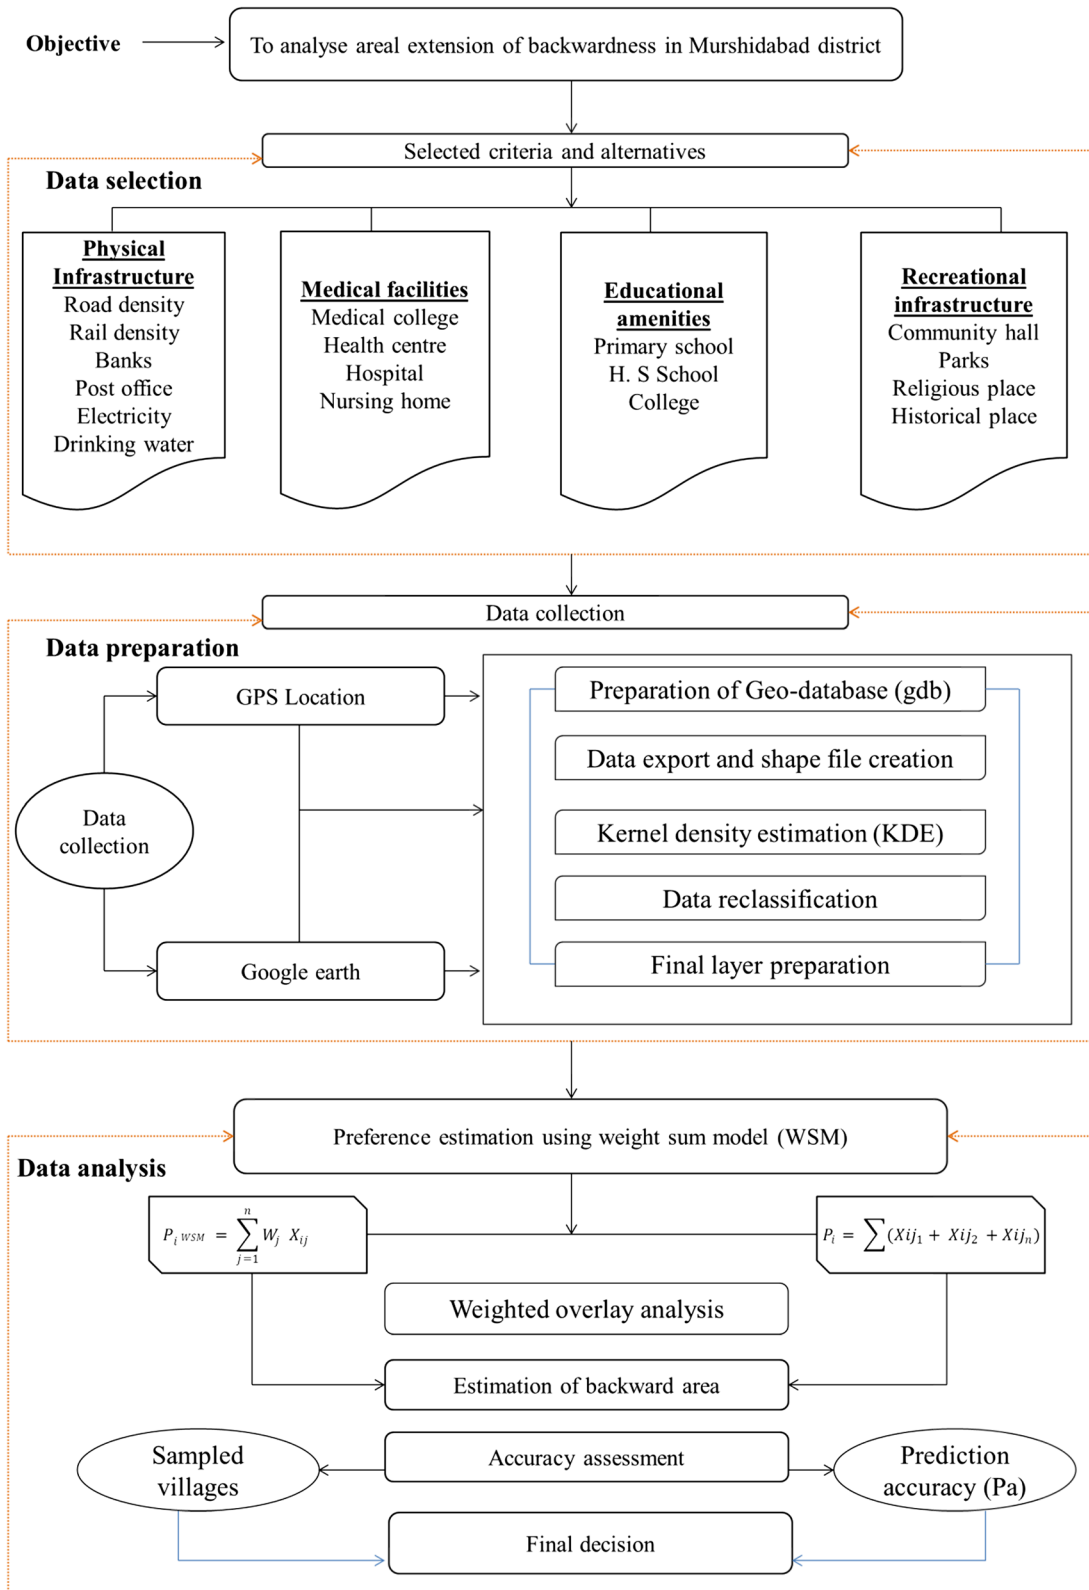 Objective
To analyse areal extension of backwardness in Murshidabad district
Selected criteria and alternatives
Data selection
Physical
Infrastructure
Road density
Rail density
Banks
Post office
Electricity
Drinking water
Medical facilities
Medical college
Health centre
Hospital
Nursing home
Educational
amenities
Primary school
H. S School
College
Recreational
infrastructure
Community hall
Parks
Religious place
Historical place
Data collection
Data preparation
GPS Location
Data
collection
Google earth
Preparation of Geo-database (gdb)
Data export and shape file creation
Kernel density estimation (KDE)
Data reclassification
Final layer preparation
Preference estimation using weight sum model (WSM)
Data analysis
P_{i WSM} = \sum_{j=1}^{n} W_j X_{ij}
P_i = \sum (Xij_1 + Xij_2 + Xij_n)
Weighted overlay analysis
Estimation of backward area
Sampled
villages
Accuracy assessment
Prediction
accuracy (Pa)
Final decision